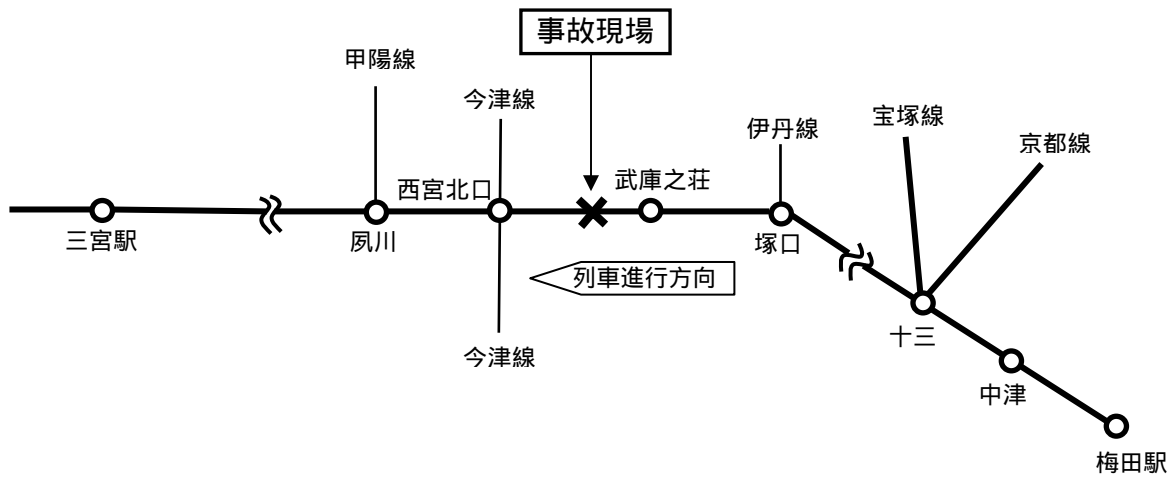 事故現場
甲陽線
今津線
宝塚線
伊丹線
京都線
武庫之荘
西宮北口
三宮駅
夙川
塚口
列車進行方向
十三
今津線
中津
梅田駅